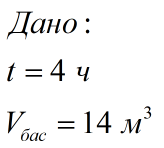 Дано:
t = 4 ч
V_бас = 14 м³